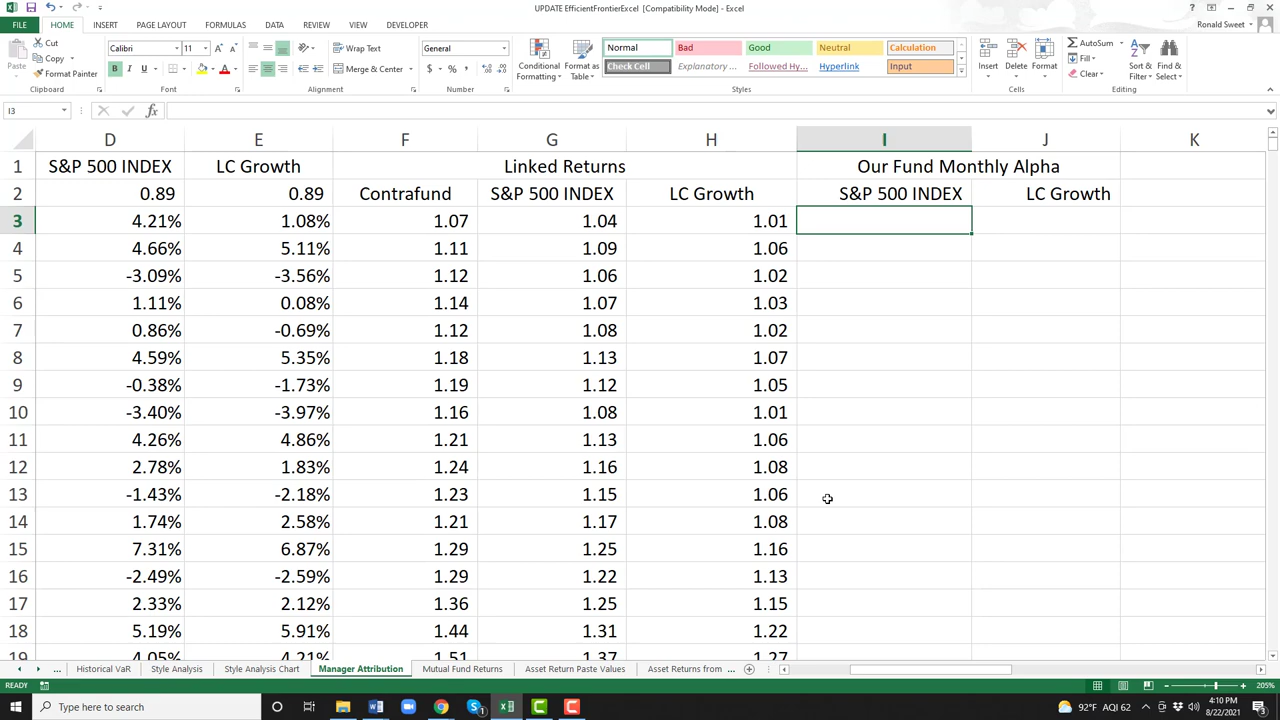 UPDATE EfficientFrontierExcel [Compatibility Mode] - Excel
FILE HOME INSERT PAGE LAYOUT FORMULAS DATA REVIEW VIEW DEVELOPER Ronald Sweet
Paste Cut Copy Format Painter Clipboard
Calibri 11 B I U A A Font
Wrap Text Merge & Center Alignment
General $ % , Number
Conditional Formatting Format as Table
Normal Bad Good Neutral Calculation
Check Cell Explanatory ... Followed Hy... Hyperlink Input
Styles
Insert Delete Format Cells
AutoSum Fill Clear Sort & Filter Find & Select Editing
I3 fx
D E F G H I J K
1 S&P 500 INDEX LC Growth Linked Returns Our Fund Monthly Alpha
2 0.89 0.89 Contrafund S&P 500 INDEX LC Growth S&P 500 INDEX LC Growth
3 4.21% 1.08% 1.07 1.04 1.01
4 4.66% 5.11% 1.11 1.09 1.06
5 -3.09% -3.56% 1.12 1.06 1.02
6 1.11% 0.08% 1.14 1.07 1.03
7 0.86% -0.69% 1.12 1.08 1.02
8 4.59% 5.35% 1.18 1.13 1.07
9 -0.38% -1.73% 1.19 1.12 1.05
10 -3.40% -3.97% 1.16 1.08 1.01
11 4.26% 4.86% 1.21 1.13 1.06
12 2.78% 1.83% 1.24 1.16 1.08
13 -1.43% -2.18% 1.23 1.15 1.06
14 1.74% 2.58% 1.21 1.17 1.08
15 7.31% 6.87% 1.29 1.25 1.16
16 -2.49% -2.59% 1.29 1.22 1.13
17 2.33% 2.12% 1.36 1.25 1.15
18 5.19% 5.91% 1.44 1.31 1.22
19 4.05% 4.21% 1.51 1.37 1.27
... Historical VaR Style Analysis Style Analysis Chart Manager Attribution Mutual Fund Returns Asset Return Paste Values Asset Returns from ...
READY 205%
Type here to search 92°F AQI 62 4:10 PM
8/22/2021